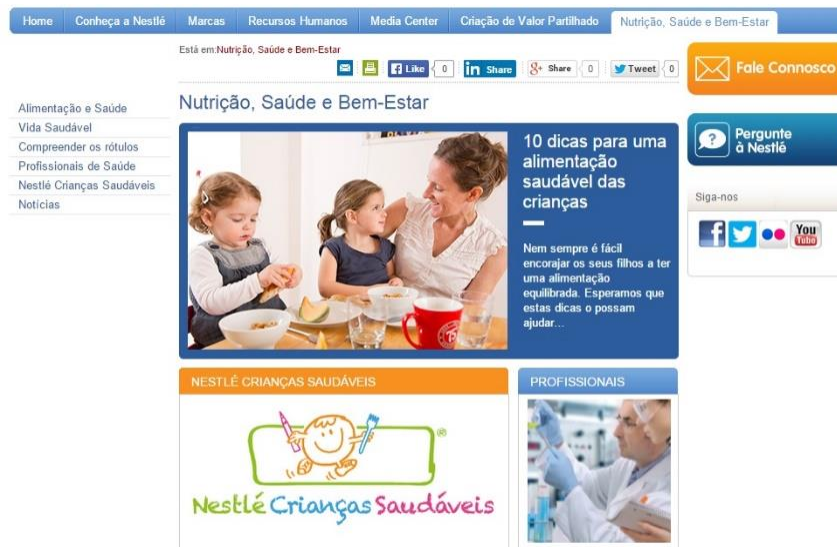 Home Conheça a Nestlé Marcas Recursos Humanos Media Center Criação de Valor Partilhado Nutrição, Saúde e Bem-Estar
Está em:Nutrição, Saúde e Bem-Estar
Like 0 in Share g+ Share 0 Tweet 0
Fale Connosco
Pergunte
à Nestlé
Siga-nos
f You
Tube
Alimentação e Saúde
Vida Saudável
Compreender os rótulos
Profissionais de Saúde
Nestlé Crianças Saudáveis
Notícias
Nutrição, Saúde e Bem-Estar
10 dicas para uma
alimentação
saudável das
crianças
Nem sempre é fácil
encorajar os seus filhos a ter
uma alimentação
equilibrada. Esperamos que
estas dicas o possam
ajudar...
NESTLÉ CRIANÇAS SAUDÁVEIS
Nestlé Crianças Saudáveis
PROFISSIONAIS